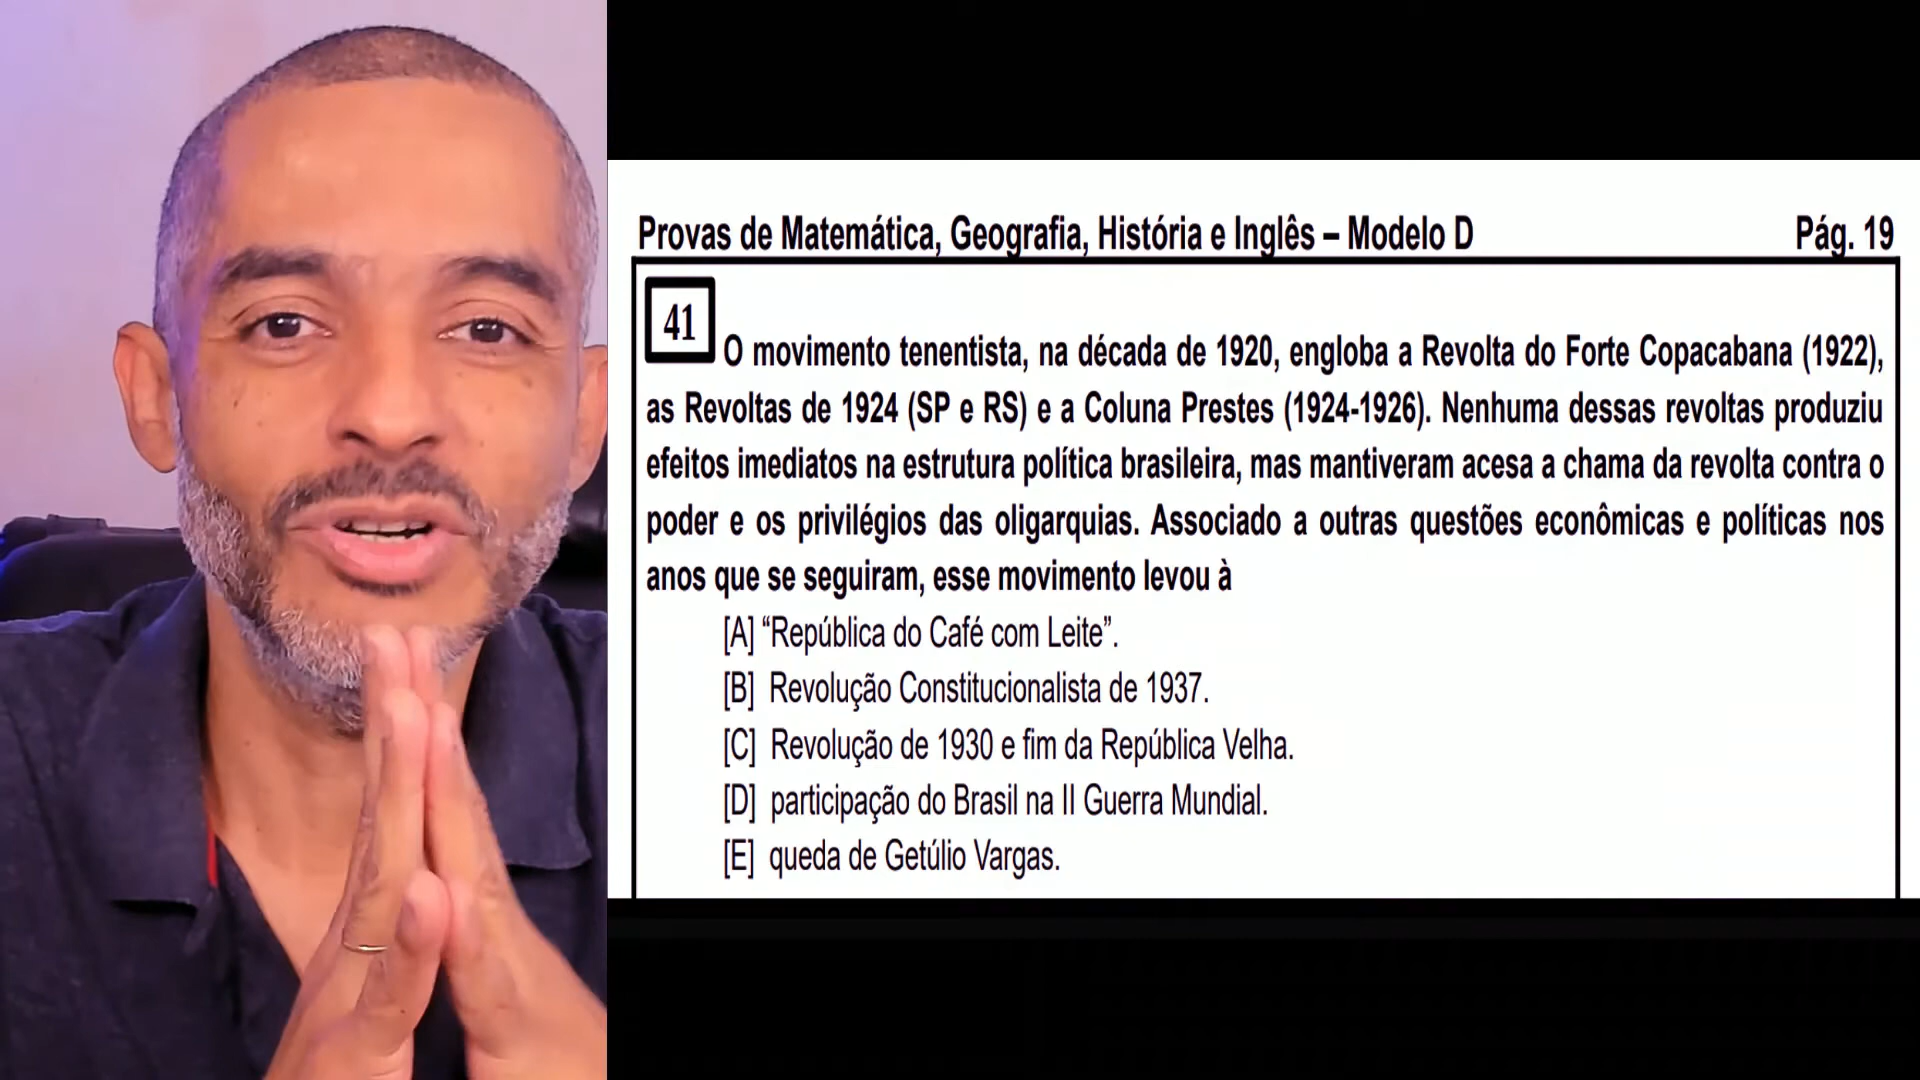 Provas de Matemática, Geografia, História e Inglês – Modelo D Pág. 19
41
O movimento tenentista, na década de 1920, engloba a Revolta do Forte Copacabana (1922),
as Revoltas de 1924 (SP e RS) e a Coluna Prestes (1924-1926). Nenhuma dessas revoltas produziu
efeitos imediatos na estrutura política brasileira, mas mantiveram acesa a chama da revolta contra o
poder e os privilégios das oligarquias. Associado a outras questões econômicas e políticas nos
anos que se seguiram, esse movimento levou à
[A] “República do Café com Leite”.
[B] Revolução Constitucionalista de 1937.
[C] Revolução de 1930 e fim da República Velha.
[D] participação do Brasil na II Guerra Mundial.
[E] queda de Getúlio Vargas.